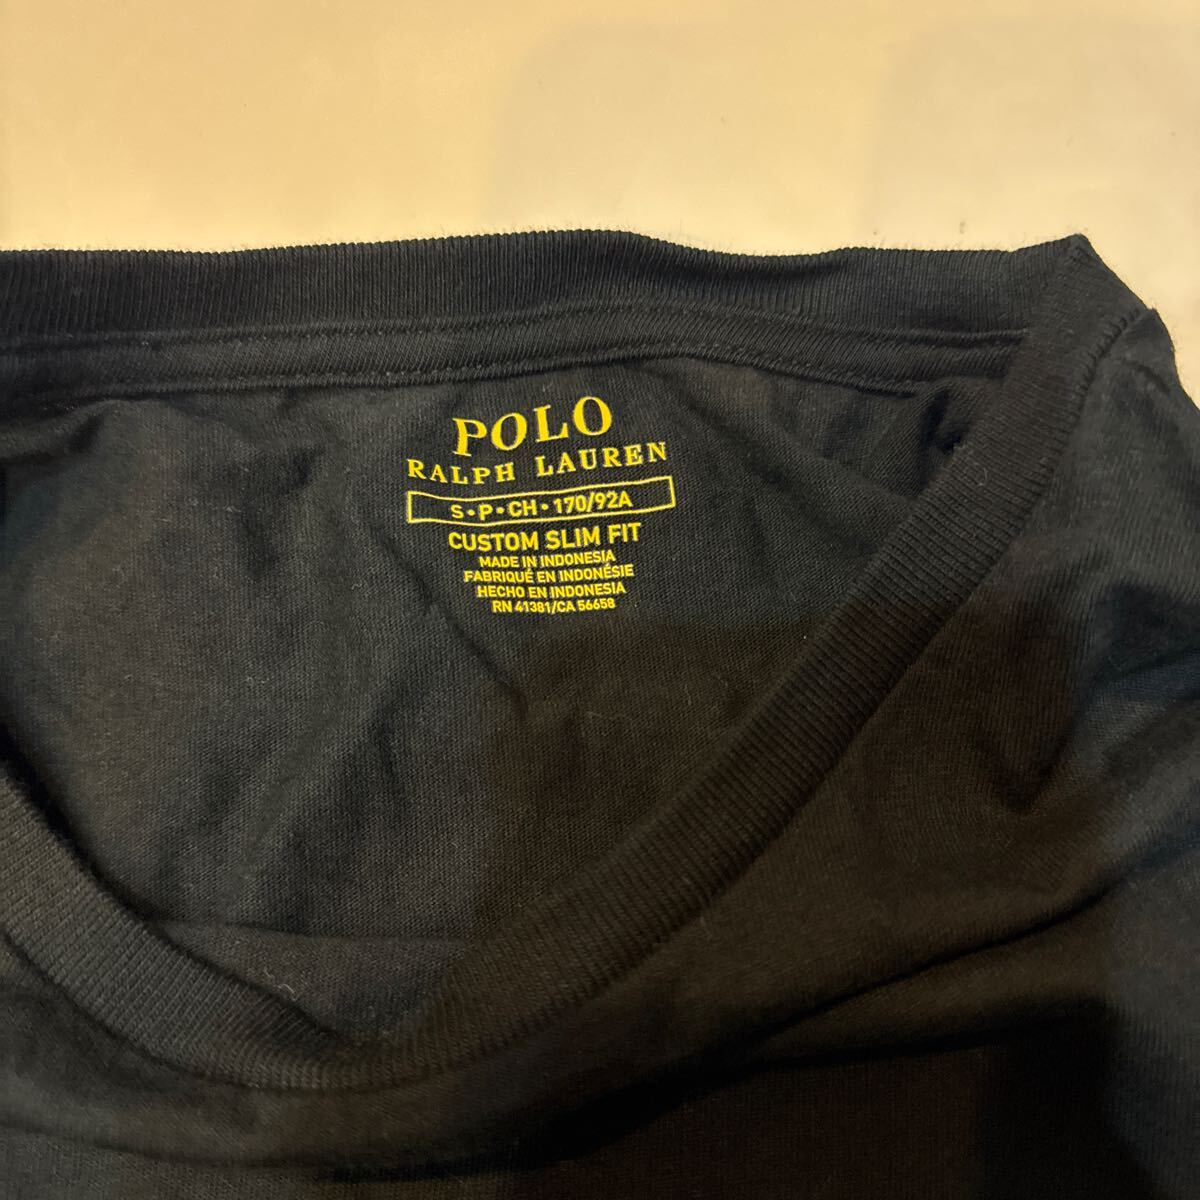 POLO
RALPH LAUREN
S•P•CH•170/92A
CUSTOM SLIM FIT
MADE IN INDONESIA
FABRIQUÉ EN INDONÉSIE
HECHO EN INDONESIA
RN 41381/CA 56658